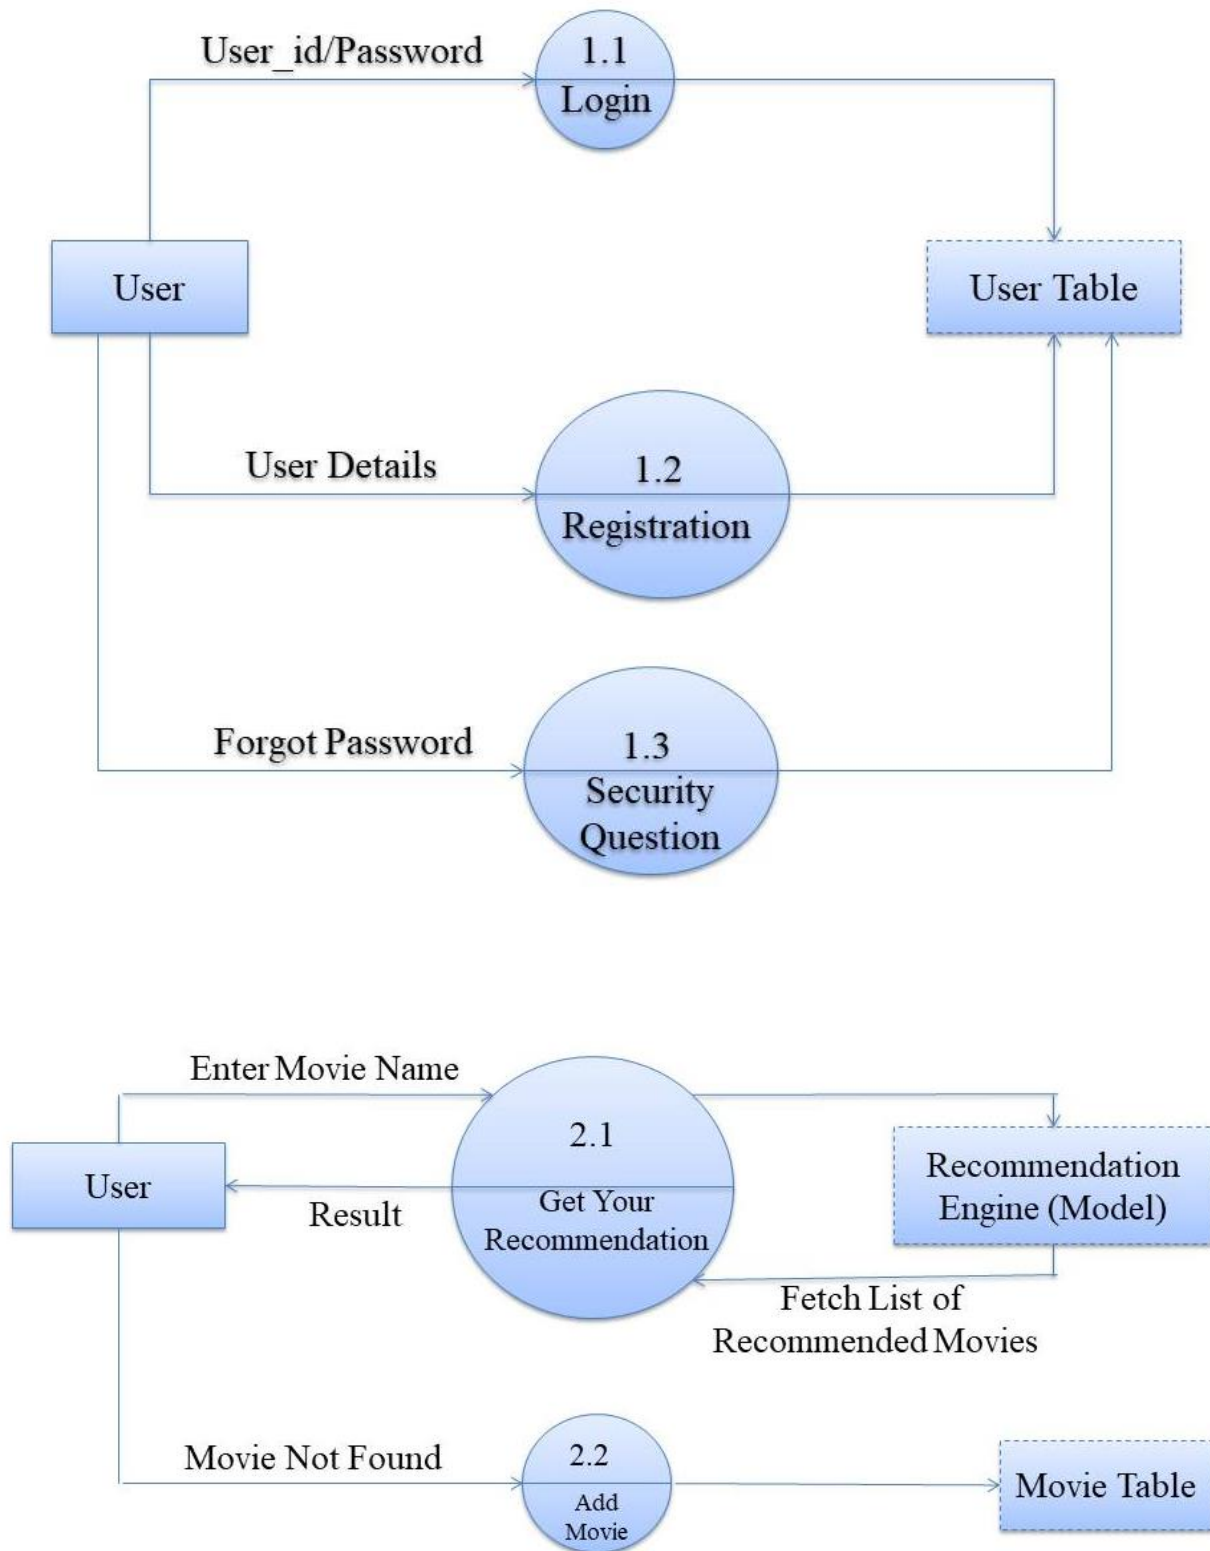 User_id/Password
1.1
Login
User
User Table
User Details
1.2
Registration
Forgot Password
1.3
Security
Question
Enter Movie Name
2.1
Get Your
Recommendation
User
Result
Recommendation
Engine (Model)
Fetch List of
Recommended Movies
Movie Not Found
2.2
Add
Movie
Movie Table